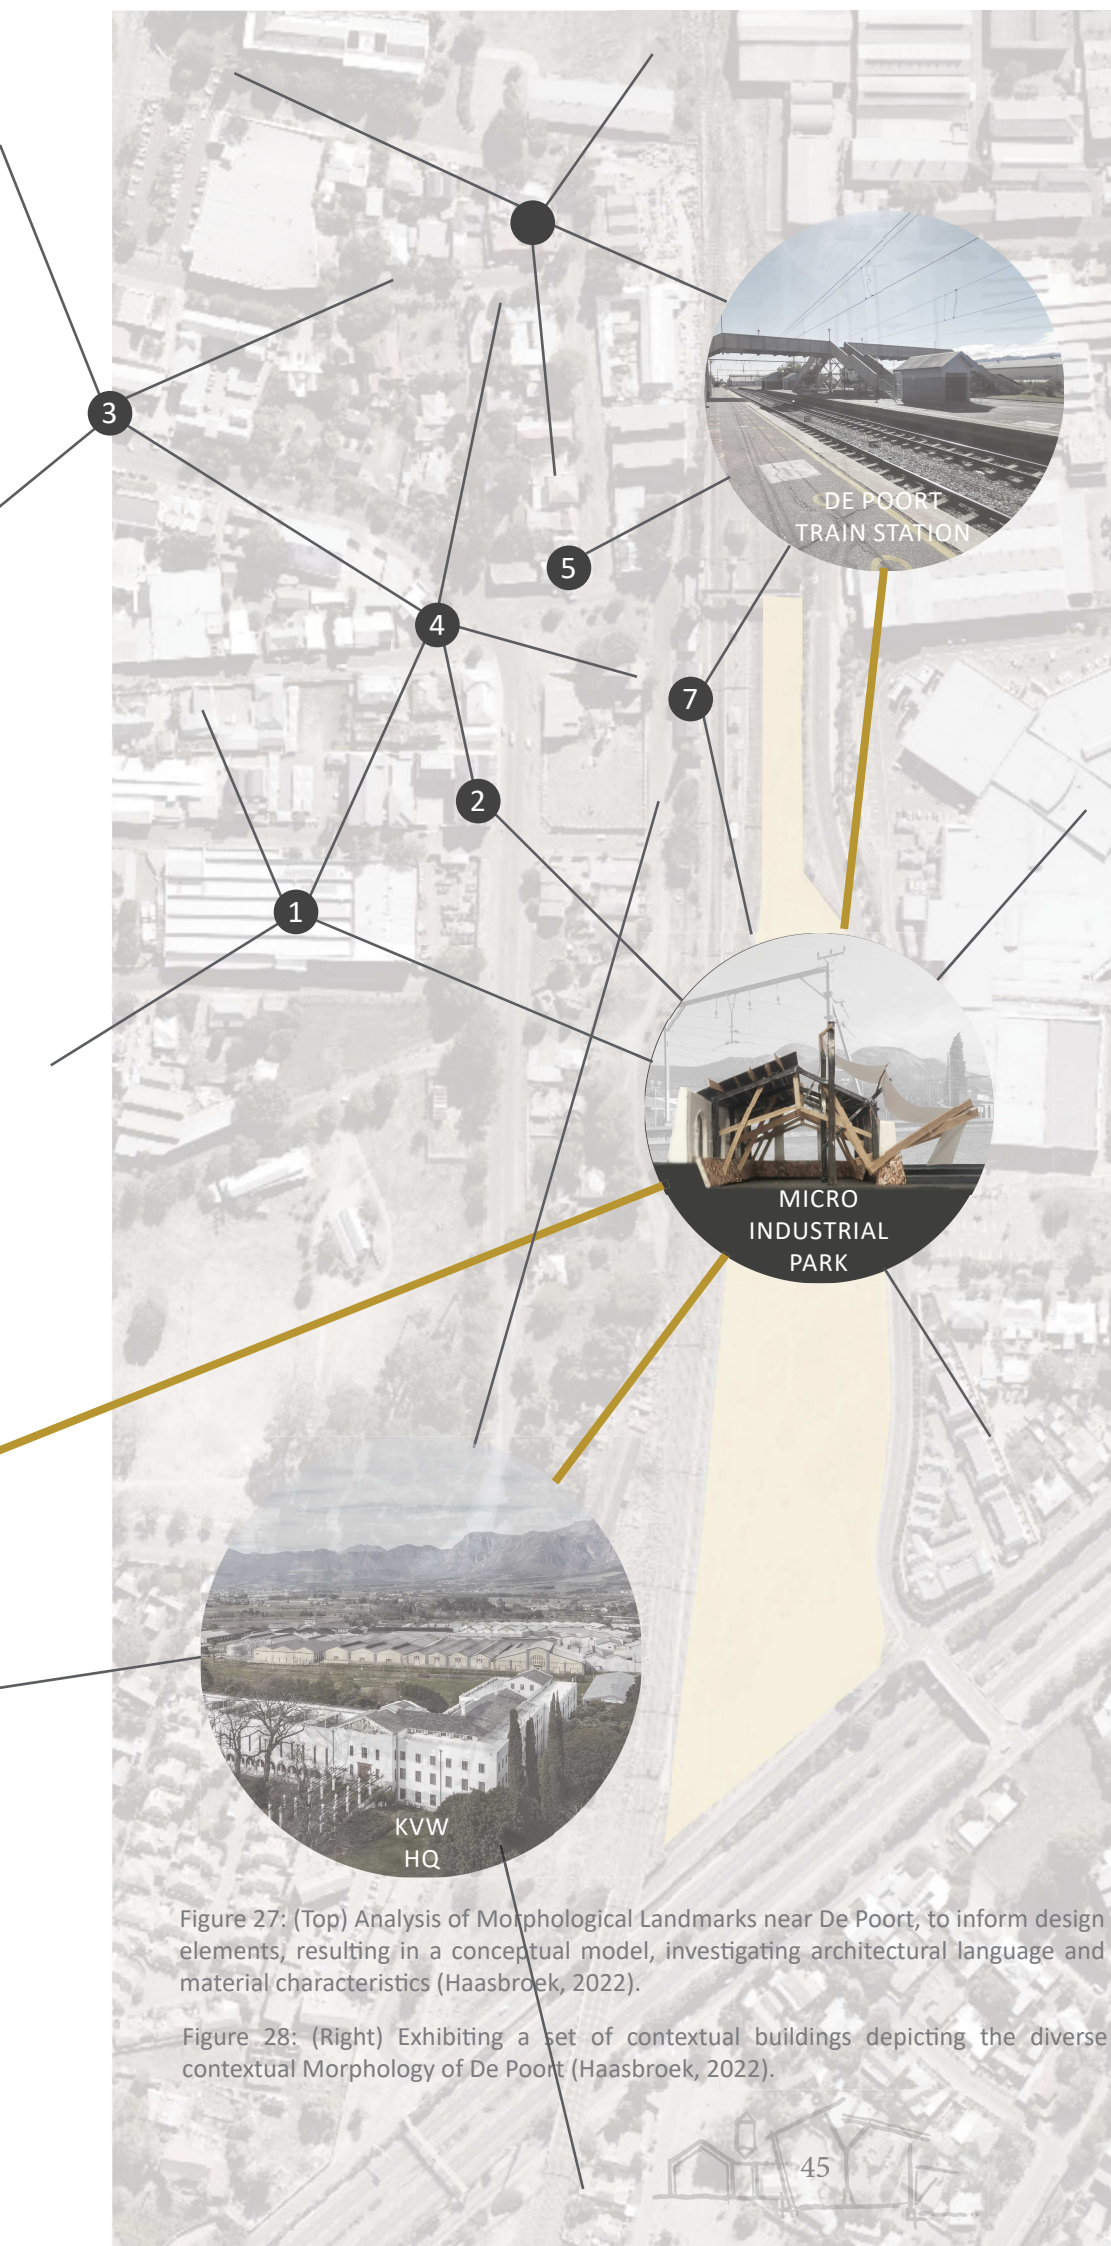 DE POORT
TRAIN STATION
3
5
4
7
2
1
MICRO
INDUSTRIAL
PARK
KVW
HQ
Figure 27: (Top) Analysis of Morphological Landmarks near De Poort, to inform design
elements, resulting in a conceptual model, investigating architectural language and
material characteristics (Haasbroek, 2022).
Figure 28: (Right) Exhibiting a set of contextual buildings depicting the diverse
contextual Morphology of De Poort (Haasbroek, 2022).
45